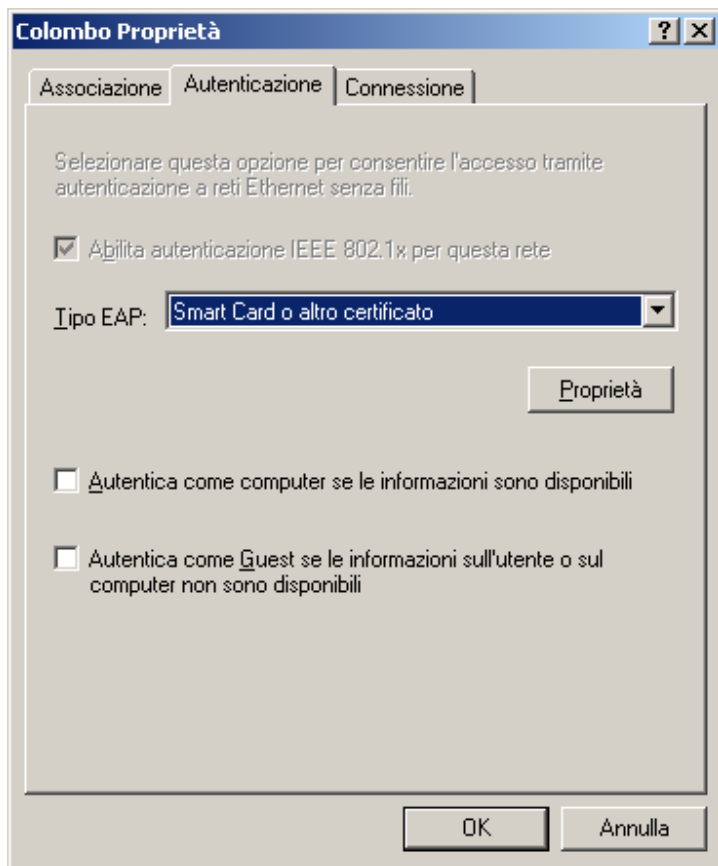 Colombo Proprietà
Associazione Autenticazione Connessione
Selezionare questa opzione per consentire l'accesso tramite
autenticazione a reti Ethernet senza fili.
Abilita autenticazione IEEE 802.1x per questa rete
Tipo EAP: Smart Card o altro certificato
Proprietà
Autentica come computer se le informazioni sono disponibili
Autentica come Guest se le informazioni sull'utente o sul
computer non sono disponibili
OK Annulla